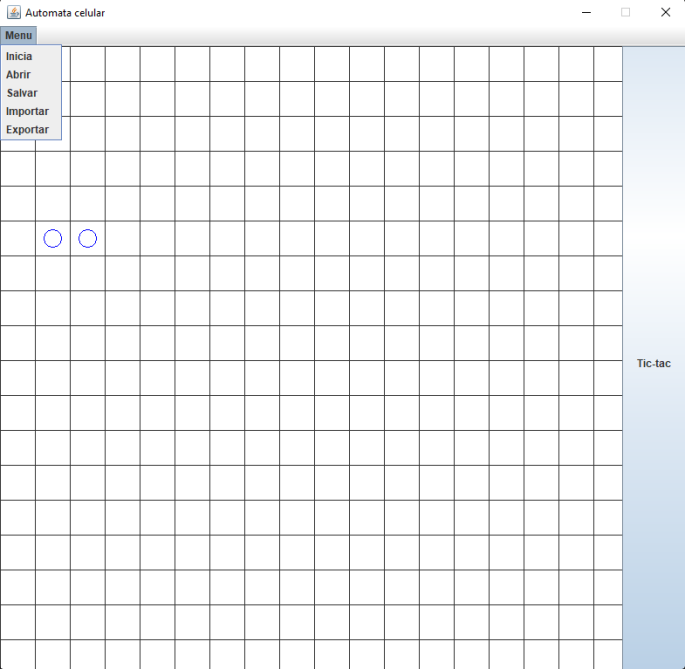 Automata celular
Menu
Inicia
Abrir
Salvar
Importar
Exportar
Tic-tac